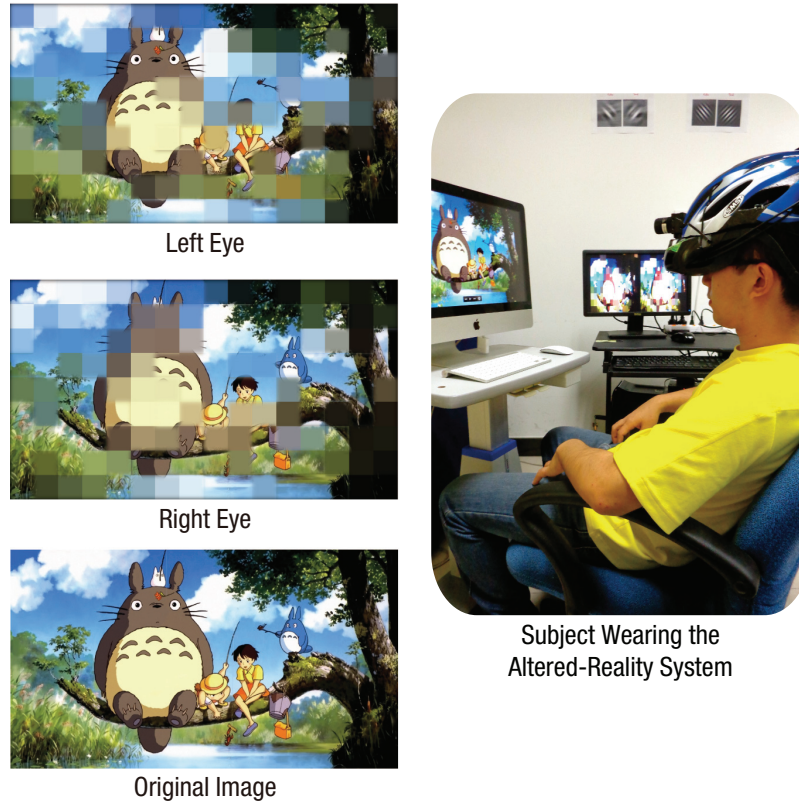 Left Eye
Right Eye
Original Image
Subject Wearing the
Altered-Reality System